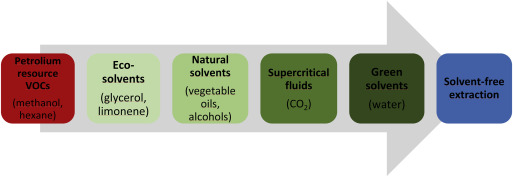 Petrolium
resource
VOCs
(methanol,
hexane)
Eco-
solvents
(glycerol,
limonene)
Natural
solvents
(vegetable
oils,
alcohols)
Supercritical
fluids
(CO₂)
Green
solvents
(water)
Solvent-free
extraction